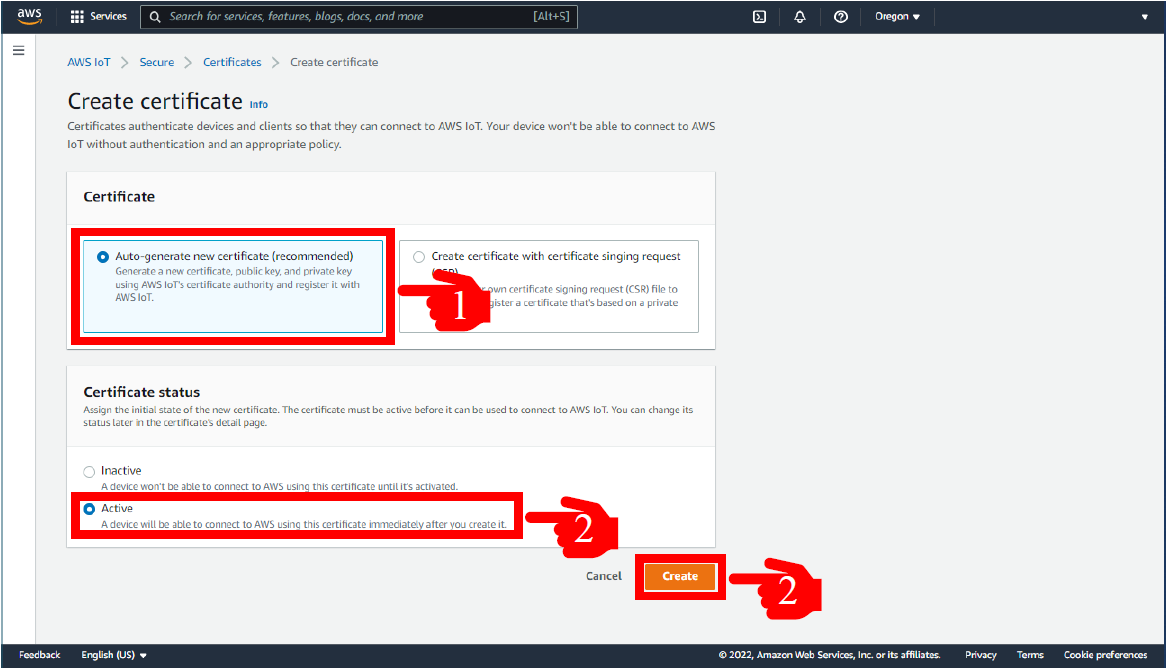 aws
Services
Search for services, features, blogs, docs, and more
[Alt+S]
Oregon
AWS IoT
Secure
Certificates
Create certificate
Create certificate Info
Certificates authenticate devices and clients so that they can connect to AWS IoT. Your device won't be able to connect to AWS
IoT without authentication and an appropriate policy.
Certificate
Auto-generate new certificate (recommended)
Generate a new certificate, public key, and private key
using AWS IoT's certificate authority and register it with
AWS IoT.
Create certificate with certificate singing request
own certificate signing request (CSR) file to
a certificate that's based on a private
1
Certificate status
Assign the initial state of the new certificate. The certificate must be active before it can be used to connect to AWS IoT. You can change its
status later in the certificate's detail page.
Inactive
A device won't be able to connect to AWS using this certificate until it's activated.
Active
A device will be able to connect to AWS using this certificate immediately after you create it.
2
Cancel
Create
2
Feedback
English (US)
© 2022, Amazon Web Services, Inc. or its affiliates.
Privacy
Terms
Cookie preferences